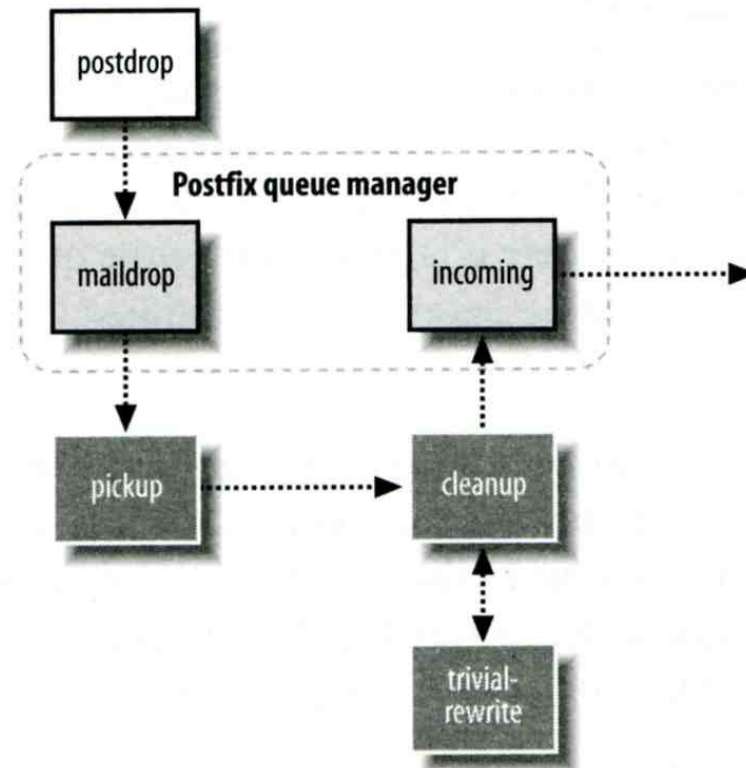 postdrop
Postfix queue manager
maildrop
incoming
pickup
cleanup
trivial-
rewrite